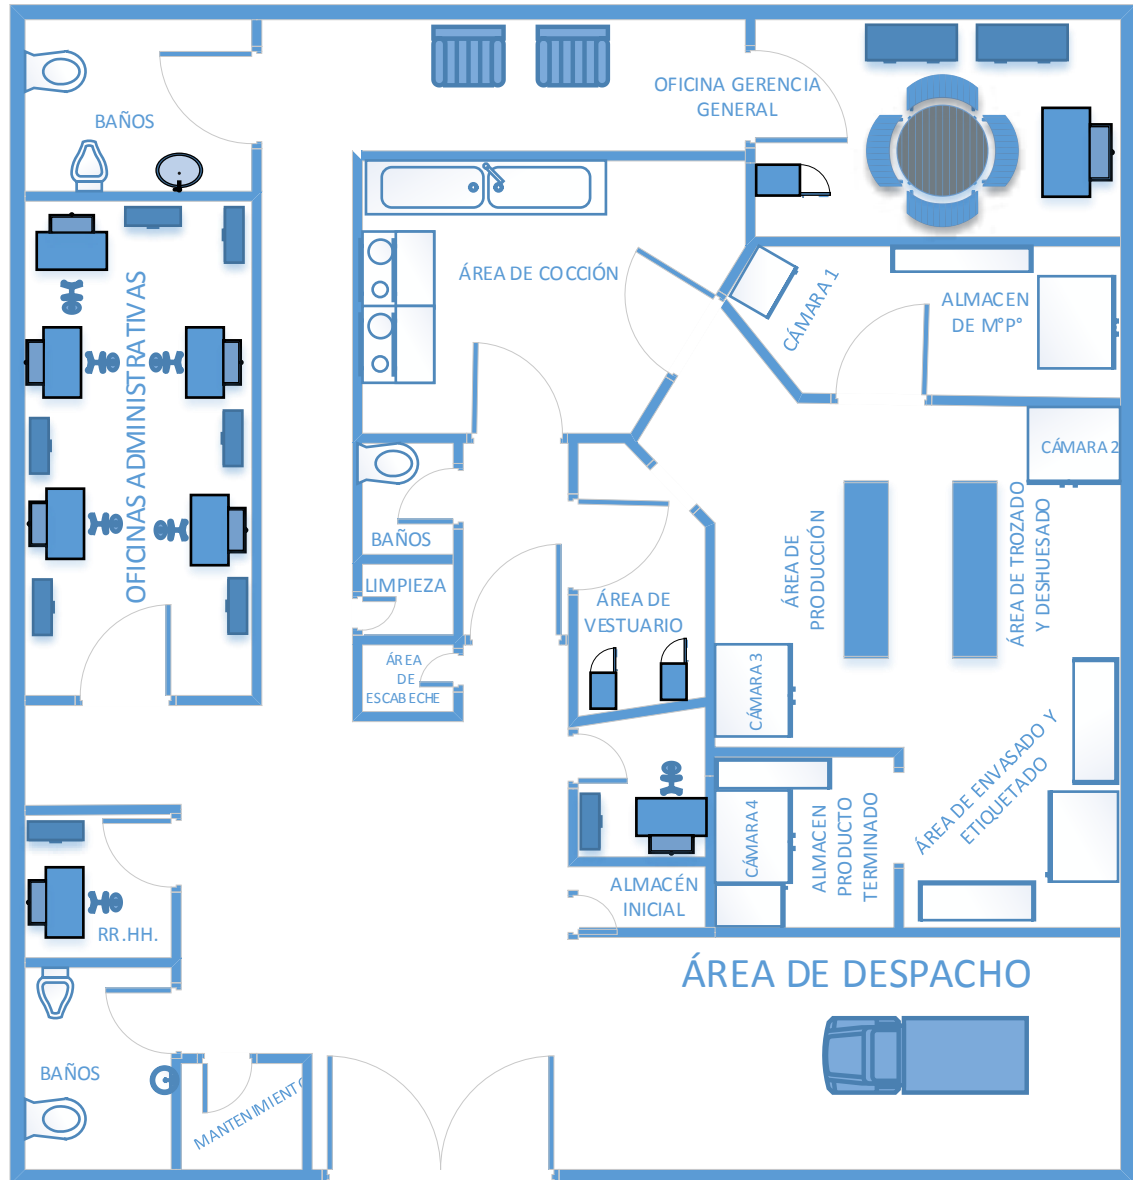 OFICINA GERENCIA
GENERAL
BAÑOS
ÁREA DE COCCIÓN
CÁMARA 1
ALMACEN
DE M°P°
OFICINAS ADMINISTRATIVAS
CÁMARA 2
ÁREA DE
PRODUCCIÓN
ÁREA DE TROZADO
Y DESHUESADO
BAÑOS
LIMPIEZA
ÁREA DE
VESTUARIO
ÁREA
DE
ESCABECHE
CÁMARA 3
ÁREA DE ENVASADO Y
ETIQUETADO
CÁMARA 4
ALMACEN
PRODUCTO
TERMINADO
ALMACÉN
INICIAL
RR.HH.
ÁREA DE DESPACHO
BAÑOS
MANTENIMIENTO